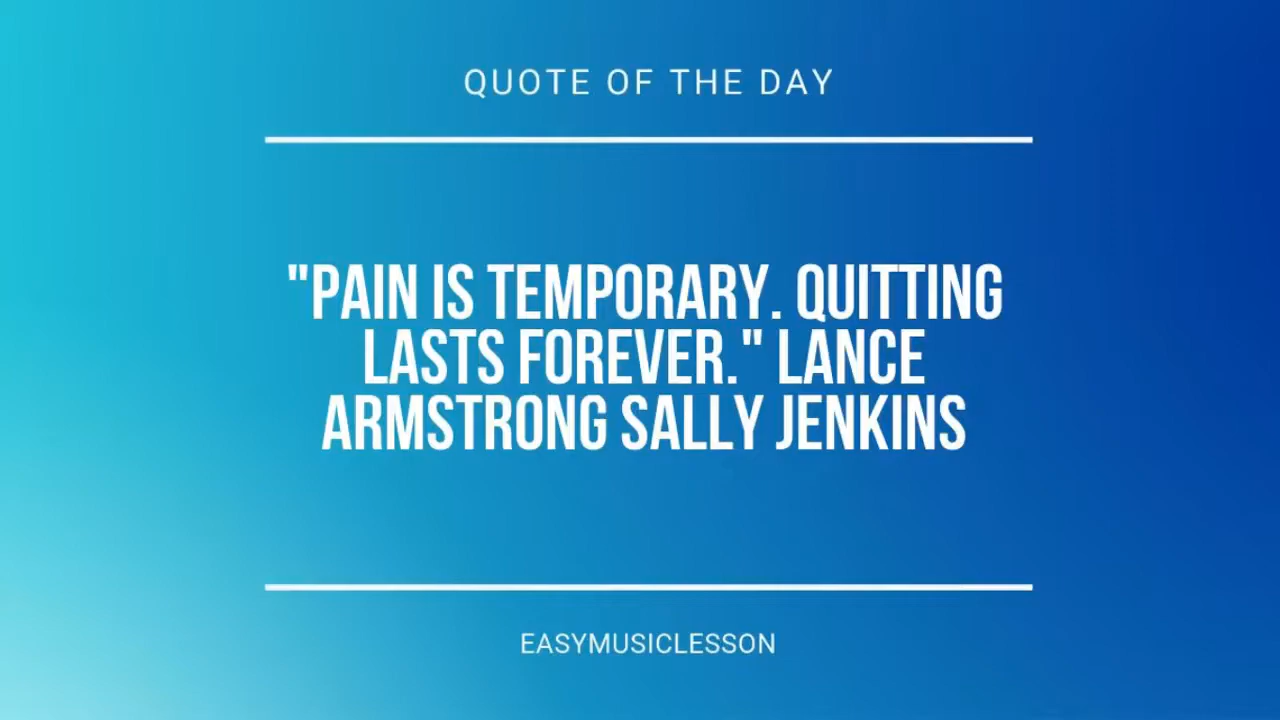 QUOTE OF THE DAY
"PAIN IS TEMPORARY. QUITTING
LASTS FOREVER." LANCE
ARMSTRONG SALLY JENKINS
EASYMUSICLESSON